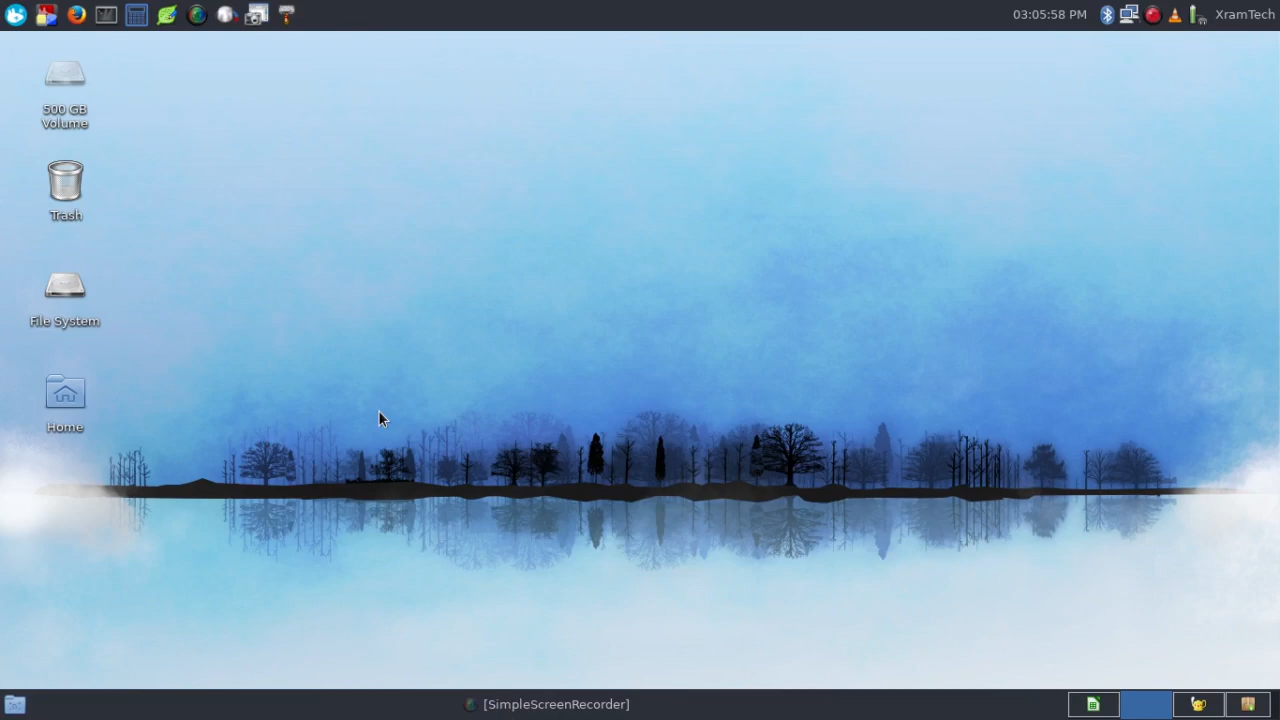 03:05:58 PM
XramTech
500 GB
Volume
Trash
File System
Home
[SimpleScreenRecorder]